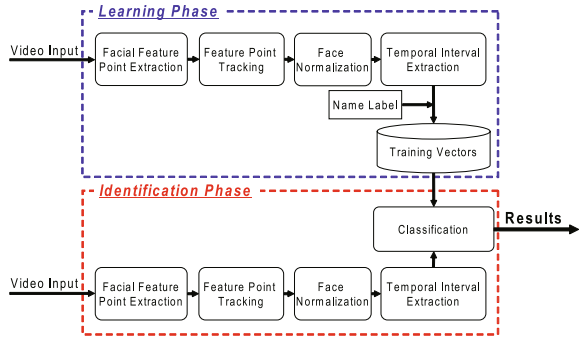 Learning Phase
Video Input
Facial Feature
Point Extraction
Feature Point
Tracking
Face
Normalization
Temporal Interval
Extraction
Name Label
Training Vectors
Identification Phase
Classification
Results
Video Input
Facial Feature
Point Extraction
Feature Point
Tracking
Face
Normalization
Temporal Interval
Extraction